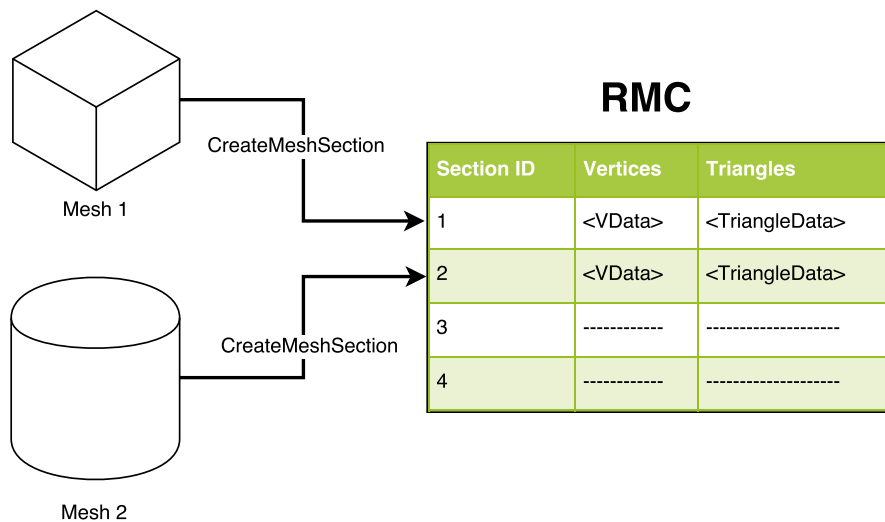 RMC
CreateMeshSection
Mesh 1
Section ID Vertices Triangles
1 <VData> <TriangleData>
2 <VData> <TriangleData>
3 ------------ --------------------
4 ------------ --------------------
CreateMeshSection
Mesh 2